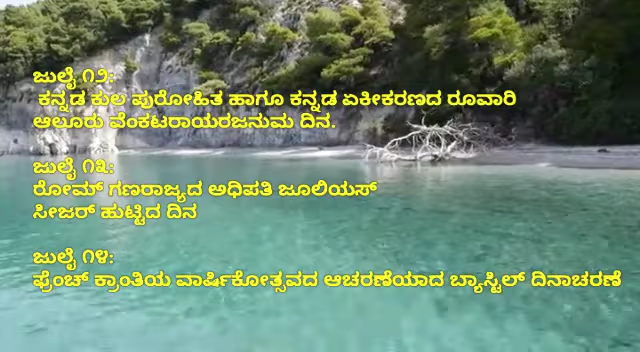 ಜುಲೈ ೧೨:
ಕನ್ನಡ ಕುಲ ಪುರೋಹಿತ ಹಾಗೂ ಕನ್ನಡ ಏಕೀಕರಣದ ರೂವಾರಿ
ಆಲೂರು ವೆಂಕಟರಾಯರಜನುಮ ದಿನ.
ಜುಲೈ ೧೩:
ರೋಮ್ ಗಣರಾಜ್ಯದ ಅಧಿಪತಿ ಜೂಲಿಯಸ್
ಸೀಜರ್ ಹುಟ್ಟಿದ ದಿನ
ಜುಲೈ ೧೪:
ಫ್ರೆಂಚ್ ಕ್ರಾಂತಿಯ ವಾರ್ಷಿಕೋತ್ಸವದ ಆಚರಣೆಯಾದ ಬ್ಯಾಸ್ಟಿಲ್ ದಿನಾಚರಣೆ